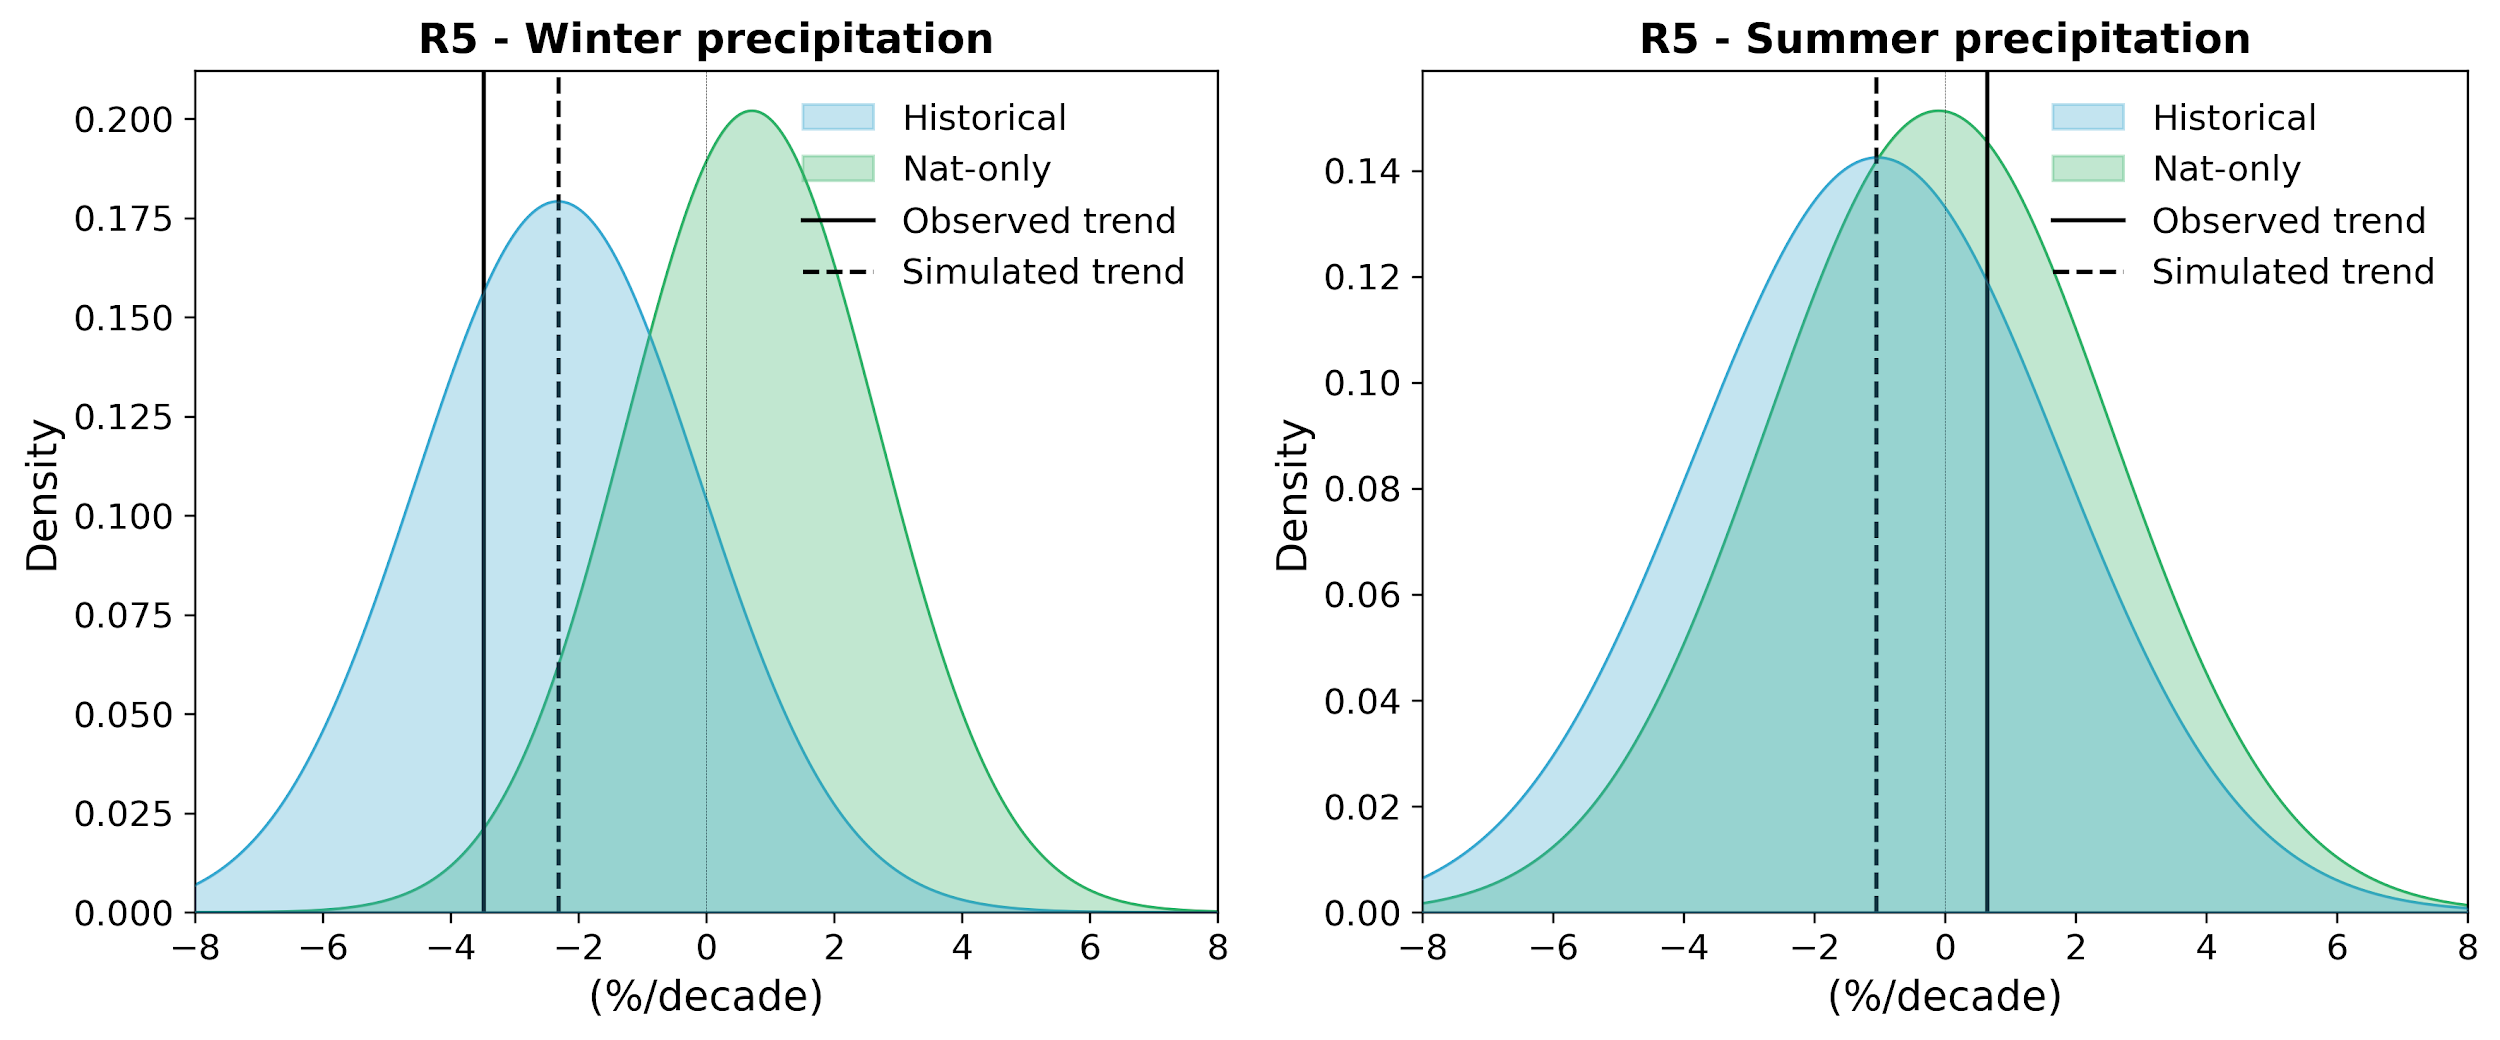 R5 - Winter precipitation
Historical
Nat-only
Observed trend
Simulated trend
Density
0.200
0.175
0.150
0.125
0.100
0.075
0.050
0.025
0.000
−8 −6 −4 −2 0 2 4 6 8
(%/decade)
R5 - Summer precipitation
Historical
Nat-only
Observed trend
Simulated trend
Density
0.14
0.12
0.10
0.08
0.06
0.04
0.02
0.00
−8 −6 −4 −2 0 2 4 6 8
(%/decade)